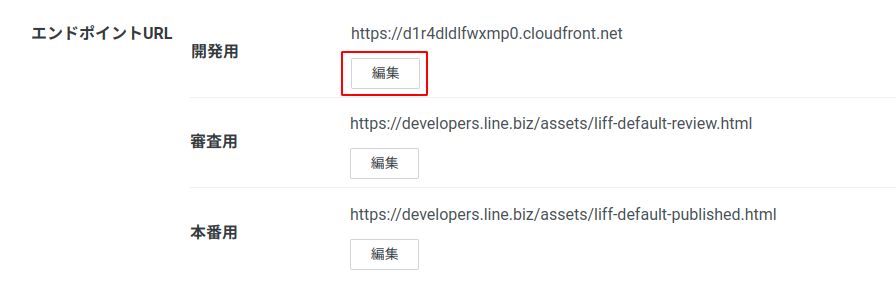 エンドポイントURL
開発用
https://d1r4dldlfwxmp0.cloudfront.net
編集
審査用
https://developers.line.biz/assets/liff-default-review.html
編集
本番用
https://developers.line.biz/assets/liff-default-published.html
編集